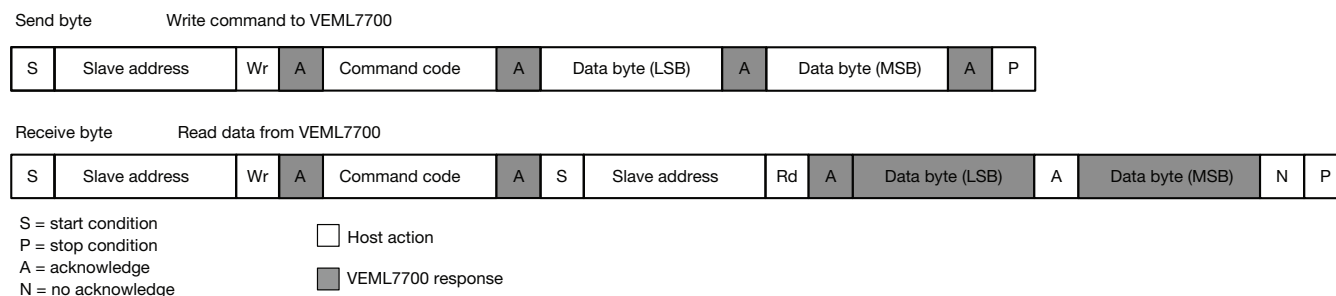 Send byte Write command to VEML7700
S Slave address Wr A Command code A Data byte (LSB) A Data byte (MSB) A P
Receive byte Read data from VEML7700
S Slave address Wr A Command code A S Slave address Rd A Data byte (LSB) A Data byte (MSB) N P
S = start condition
P = stop condition
A = acknowledge
N = no acknowledge
Host action
VEML7700 response